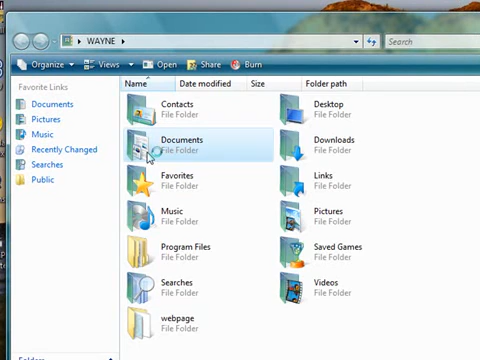 WAYNE
Search
Organize Views Open Share Burn
Favorite Links
Documents
Pictures
Music
Recently Changed
Searches
Public
Name Date modified Size Folder path
Contacts
File Folder
Desktop
File Folder
Documents
File Folder
Downloads
File Folder
Favorites
File Folder
Links
File Folder
Music
File Folder
Pictures
File Folder
Program Files
File Folder
Saved Games
File Folder
Searches
File Folder
Videos
File Folder
webpage
File Folder